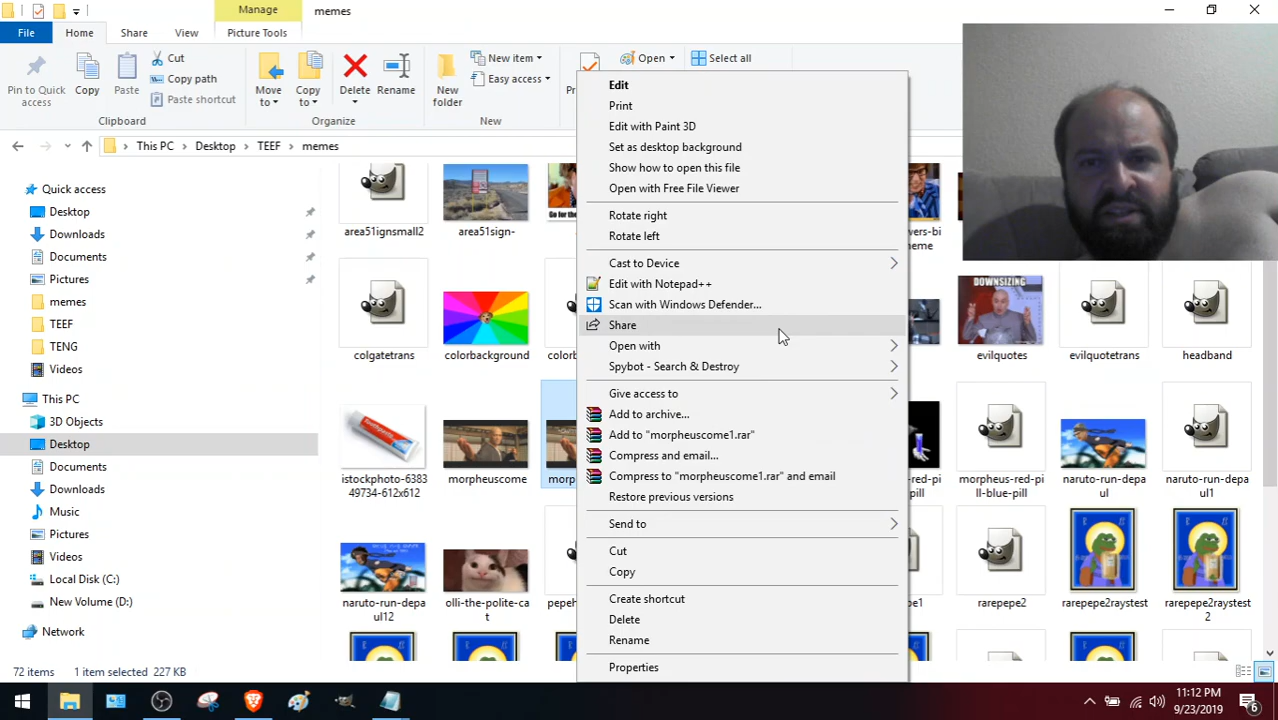 Manage
memes
File
Home
Share
View
Picture Tools
Pin to Quick access
Copy
Paste
Cut
Copy path
Paste shortcut
Clipboard
Move to
Copy to
Delete
Rename
Organize
New folder
New item
Easy access
New
Open
Select all
This PC
Desktop
TEEF
memes
Quick access
Desktop
Downloads
Documents
Pictures
memes
TEEF
TENG
Videos
This PC
3D Objects
Desktop
Documents
Downloads
Music
Pictures
Videos
Local Disk (C:)
New Volume (D:)
Network
area51ignsmall2
area51sign-
Go for the
colgatetrans
colorbackground
istockphoto-6383
49734-612x612
morpheuscome
naruto-run-depa
ul12
olli-the-polite-ca
t
Edit
Print
Edit with Paint 3D
Set as desktop background
Show how to open this file
Open with Free File Viewer
Rotate right
Rotate left
Cast to Device
Edit with Notepad++
Scan with Windows Defender...
Share
Open with
Spybot - Search & Destroy
Give access to
Add to archive...
Add to "morpheuscome1.rar"
Compress and email...
Compress to "morpheuscome1.rar" and email
Restore previous versions
Send to
Cut
Copy
Create shortcut
Delete
Rename
Properties
DOWNSIZING
evilquotes
evilquotetrans
headband
morpheus-red-pi
ll-blue-pill
naruto-run-depa
ul
naruto-run-depa
ul1
rarepepe2
rarepepe2raystest
rarepepe2raystest
2
72 items
1 item selected 227 KB
11:12 PM
9/23/2019
6